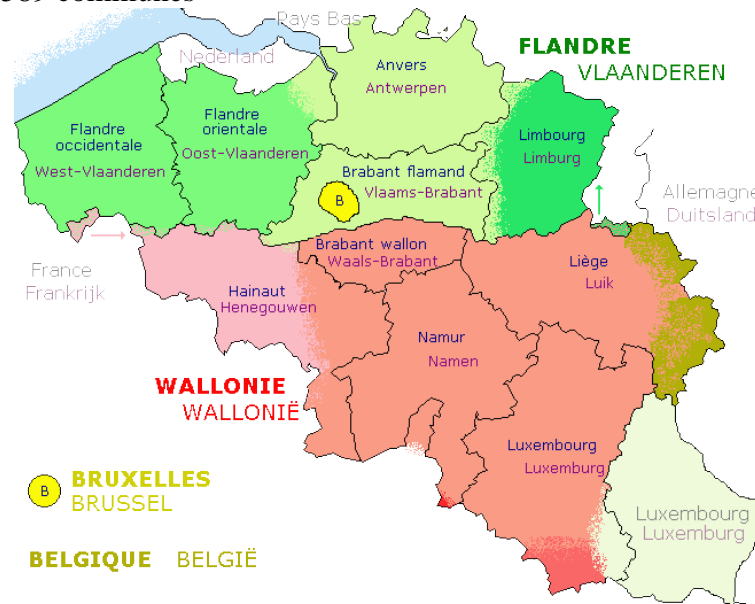 589 communes
Pays Bas
Nederland
FLANDRE
VLAANDEREN
Anvers
Antwerpen
Flandre
occidentale
West-Vlaanderen
Flandre
orientale
Oost-Vlaanderen
Limbourg
Limburg
Brabant flamand
Vlaams-Brabant
B
Allemagne
Duitsland
France
Frankrijk
Brabant wallon
Waals-Brabant
Liège
Luik
Hainaut
Henegouwen
Namur
Namen
WALLONIE
WALLONIË
Luxembourg
Luxemburg
B
BRUXELLES
BRUSSEL
Luxembourg
Luxemburg
BELGIQUE BELGIË